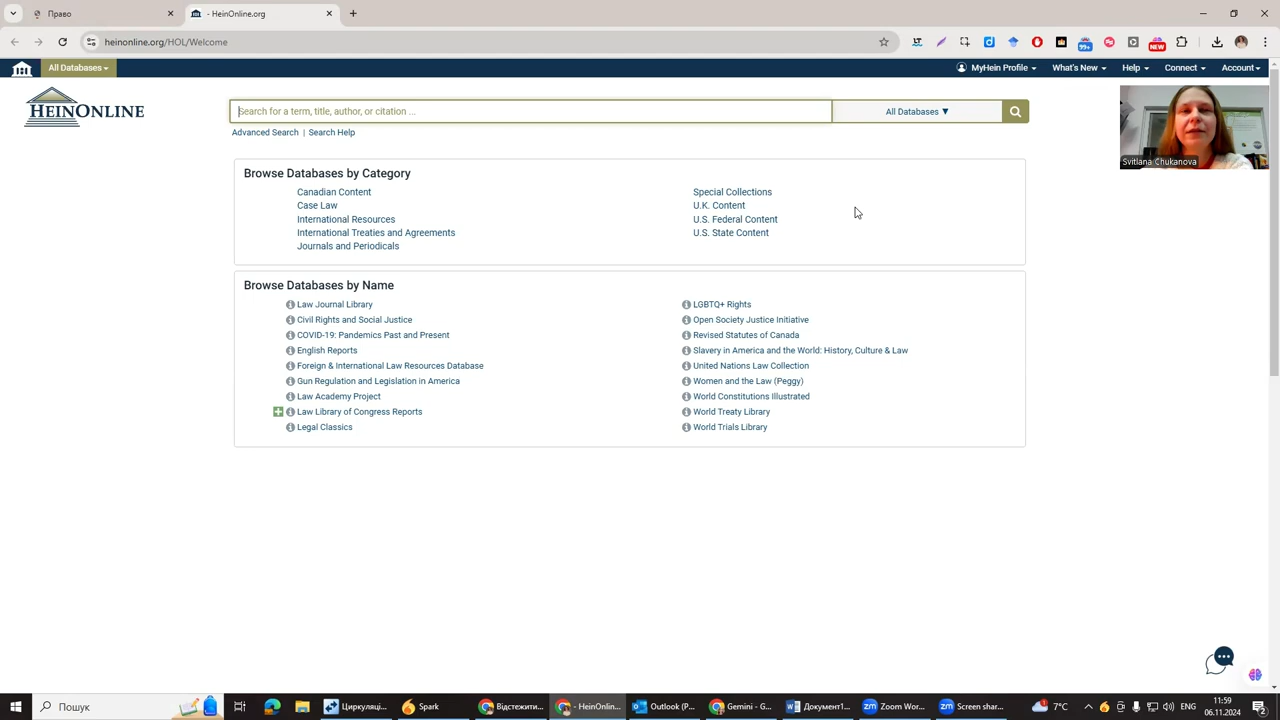 Право
- HeinOnline.org
heinonline.org/HOL/Welcome
99+
NEW
All Databases
MyHein Profile
What's New
Help
Connect
Account
HEINONLINE
Search for a term, title, author, or citation ...
All Databases ▼
Advanced Search | Search Help
Svitlana Chukanova
Browse Databases by Category
Canadian Content
Case Law
International Resources
International Treaties and Agreements
Journals and Periodicals
Special Collections
U.K. Content
U.S. Federal Content
U.S. State Content
Browse Databases by Name
Law Journal Library
Civil Rights and Social Justice
COVID-19: Pandemics Past and Present
English Reports
Foreign & International Law Resources Database
Gun Regulation and Legislation in America
Law Academy Project
Law Library of Congress Reports
Legal Classics
LGBTQ+ Rights
Open Society Justice Initiative
Revised Statutes of Canada
Slavery in America and the World: History, Culture & Law
United Nations Law Collection
Women and the Law (Peggy)
World Constitutions Illustrated
World Treaty Library
World Trials Library
Пошук
Циркуляці...
Spark
Відстежити...
- HeinOnlin...
Outlook (P...
Gemini - G...
Документ1...
Zoom Wor...
Screen shar...
7°C
ENG
11:59
06.11.2024